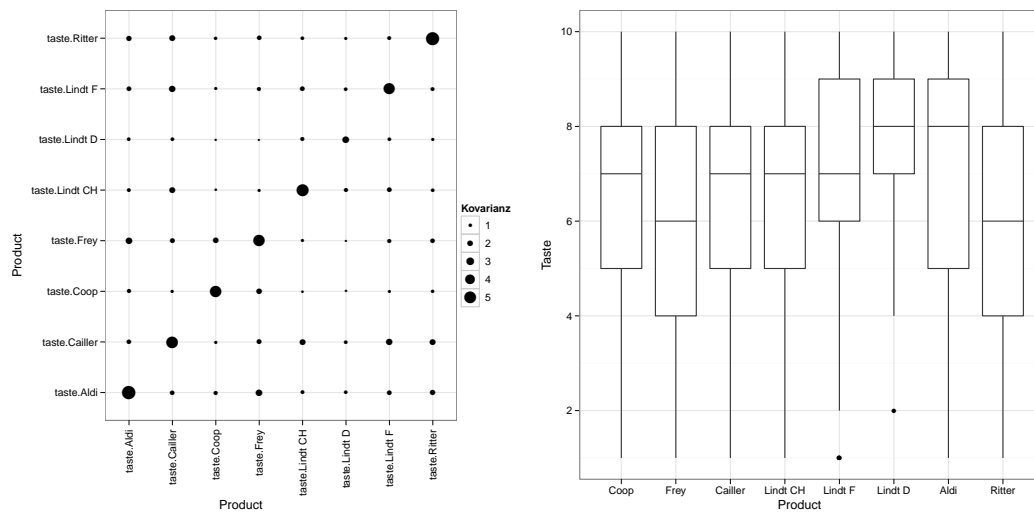 taste.Ritter
taste.Lindt F
taste.Lindt D
taste.Lindt CH
taste.Frey
taste.Coop
taste.Cailler
taste.Aldi
Product
taste.Aldi
taste.Cailler
taste.Coop
taste.Frey
taste.Lindt CH
taste.Lindt D
taste.Lindt F
taste.Ritter
Product
Kovarianz
1
2
3
4
5
10
8
6
4
2
Taste
Coop Frey Cailler Lindt CH Lindt F Lindt D Aldi Ritter
Product